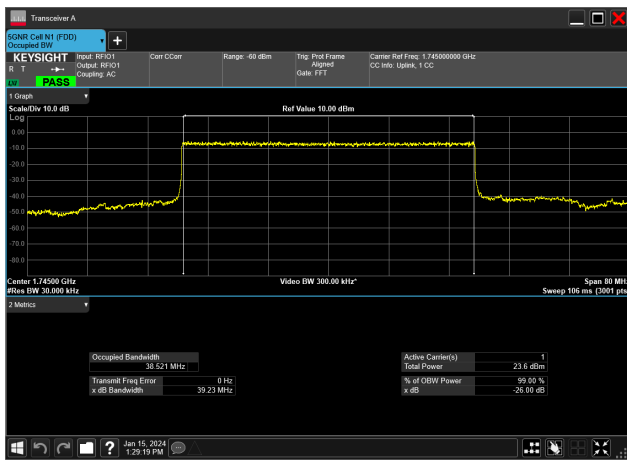 Transceiver A
5GNR Cell N1 (FDD)
Occupied BW
+
KEYSIGHT
R T
LV PASS
Input: RFIO1
Output: RFIO1
Coupling: AC
Corr CCorr
Range: -60 dBm
Trig: Prot Frame
Aligned
Gate: FFT
Carrier Ref Freq: 1.745000000 GHz
CC Info: Uplink, 1 CC
1 Graph
Scale/Div 10.0 dB
Ref Value 10.00 dBm
Log
0.00
-10.0
-20.0
-30.0
-40.0
-50.0
-60.0
-70.0
-80.0
Center 1.74500 GHz
Video BW 300.00 kHz*
Span 80 MHz
#Res BW 30.000 kHz
Sweep 106 ms (3001 pts
2 Metrics
Occupied Bandwidth
38.521 MHz
Active Carrier(s) 1
Total Power 23.6 dBm
Transmit Freq Error 0 Hz
x dB Bandwidth 39.23 MHz
% of OBW Power 99.00 %
x dB -26.00 dB
?
Jan 15, 2024
1:29:19 PM